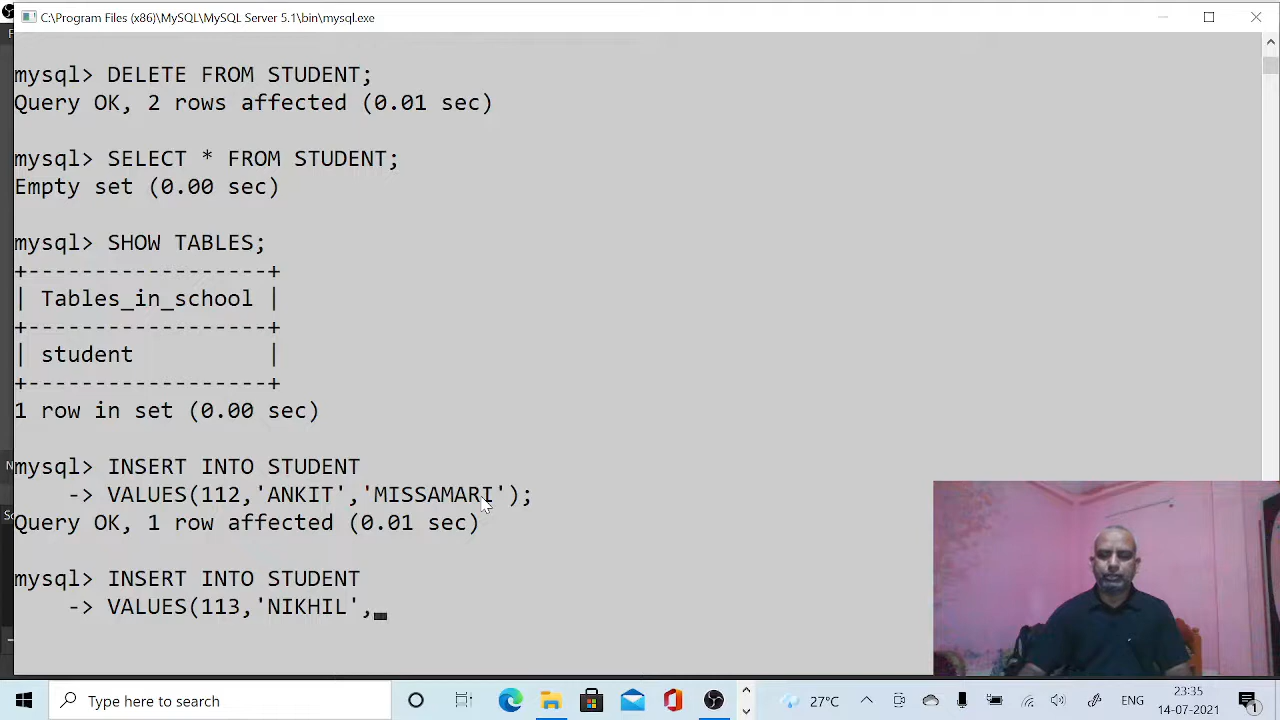 C:\Program Files (x86)\MySQL\MySQL Server 5.1\bin\mysql.exe
mysql> DELETE FROM STUDENT;
Query OK, 2 rows affected (0.01 sec)
mysql> SELECT * FROM STUDENT;
Empty set (0.00 sec)
mysql> SHOW TABLES;
+------------------+
| Tables_in_school |
+------------------+
| student          |
+------------------+
1 row in set (0.00 sec)
mysql> INSERT INTO STUDENT
    -> VALUES(112,'ANKIT','MISSAMARI');
Query OK, 1 row affected (0.01 sec)
mysql> INSERT INTO STUDENT
    -> VALUES(113,'NIKHIL',
Type here to search
27°C
ENG
23:35
14-07-2021
1